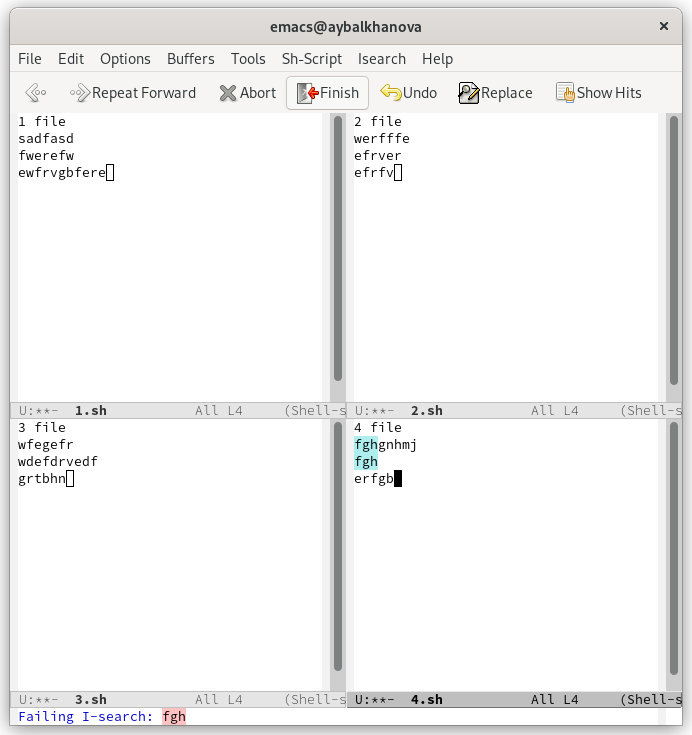 emacs@aybalkhanova
File Edit Options Buffers Tools Sh-Script Isearch Help
Repeat Forward Abort Finish Undo Replace Show Hits
1 file
sadfasd
fwerefw
ewfrvgbfere
U:**- 1.sh All L4 (Shell-s
2 file
werfffe
efrver
efrfv
U:**- 2.sh All L4 (Shell-s
3 file
wfegefr
wdefdrvedf
grtbhn
U:**- 3.sh All L4 (Shell-s
4 file
fghgnhmj
fgh
erfgb
U:**- 4.sh All L4 (Shell-s
Failing I-search: fgh